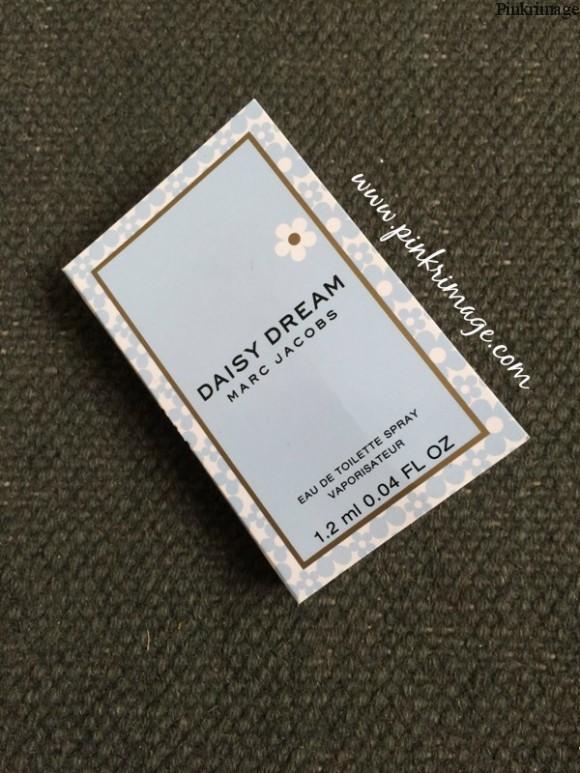 Pinkrimage
www.pinkrimage.com
DAISY DREAM
MARC JACOBS
EAU DE TOILETTE SPRAY
VAPORISATEUR
1.2 ml 0.04 FL OZ